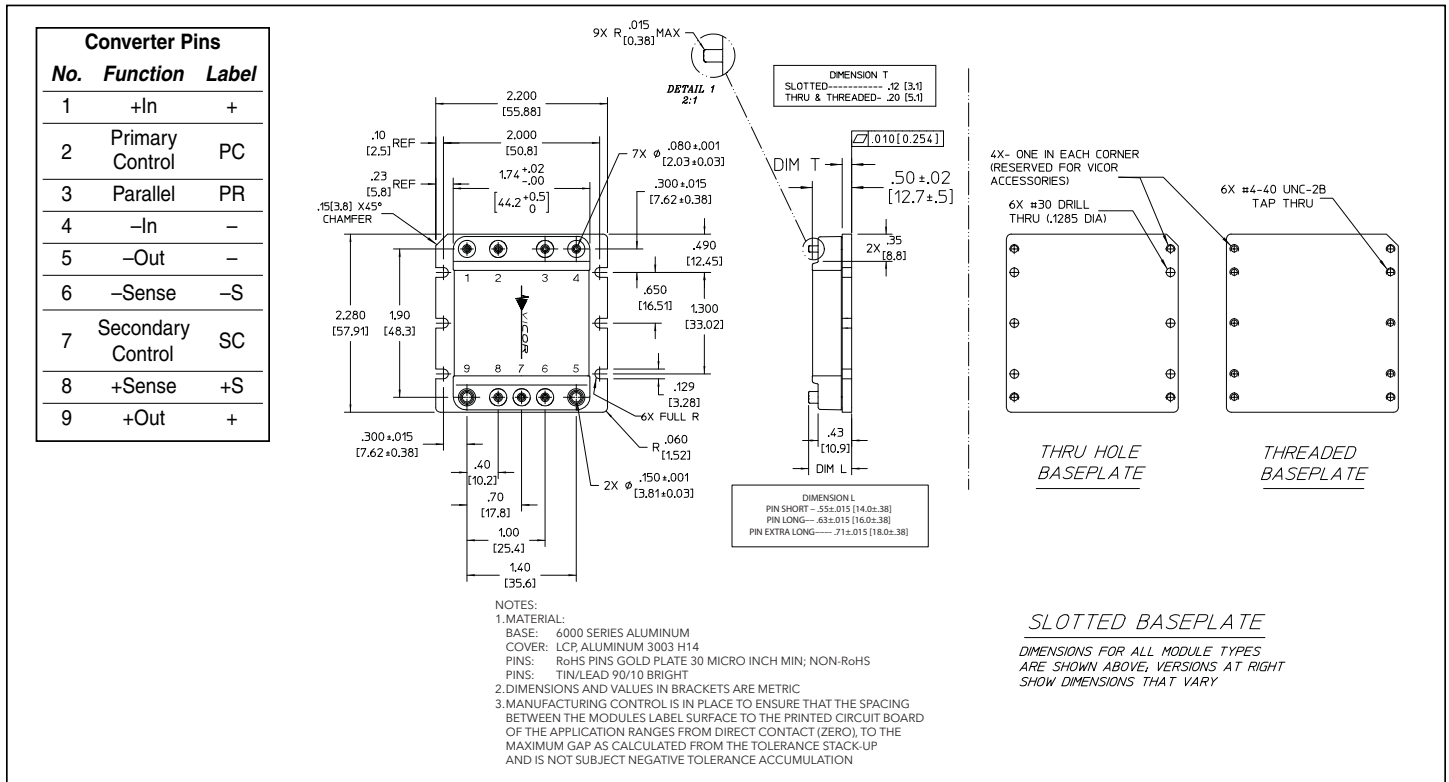 Converter Pins
No. Function Label
1 +In +
2 Primary Control PC
3 Parallel PR
4 –In –
5 –Out –
6 –Sense –S
7 Secondary Control SC
8 +Sense +S
9 +Out +
9X R .015 [0.38] MAX
DETAIL 1
2:1
DIMENSION T
SLOTTED----------- .12 [3.1]
THRU & THREADED- .20 [5.1]
2.200
[55.88]
.10
[2.5] REF
2.000
[50.8]
.23
[5.8] REF
1.74 +.02 -.00
[44.2 +0.5 0]
.15[3.8] X45°
CHAMFER
7X ø .080±.001
[2.03±0.03]
.300±.015
[7.62±0.38]
.490
[12.45]
.650
[16.51]
1.300
[33.02]
2.280
[57.91]
1.90
[48.3]
1 2 3 4
VICOR
9 8 7 6 5
.129
[3.28]
6X FULL R
R .060
[1.52]
2X ø .150±.001
[3.81±0.03]
.300±.015
[7.62±0.38]
.40
[10.2]
.70
[17.8]
1.00
[25.4]
1.40
[35.6]
DIM T
⏥ .010[0.254]
.50±.02
[12.7±.5]
2X .35
[8.8]
.43
[10.9]
DIM L
DIMENSION L
PIN SHORT – .55±.015 [14.0±.38]
PIN LONG--- .63±.015 [16.0±.38]
PIN EXTRA LONG------ .71±.015 [18.0±.38]
4X- ONE IN EACH CORNER
(RESERVED FOR VICOR
ACCESSORIES)
6X #30 DRILL
THRU (.1285 DIA)
6X #4-40 UNC-2B
TAP THRU
THRU HOLE
BASEPLATE
THREADED
BASEPLATE
NOTES:
1.MATERIAL:
BASE: 6000 SERIES ALUMINUM
COVER: LCP, ALUMINUM 3003 H14
PINS: RoHS PINS GOLD PLATE 30 MICRO INCH MIN; NON-RoHS
PINS: TIN/LEAD 90/10 BRIGHT
2.DIMENSIONS AND VALUES IN BRACKETS ARE METRIC
3.MANUFACTURING CONTROL IS IN PLACE TO ENSURE THAT THE SPACING
BETWEEN THE MODULES LABEL SURFACE TO THE PRINTED CIRCUIT BOARD
OF THE APPLICATION RANGES FROM DIRECT CONTACT (ZERO), TO THE
MAXIMUM GAP AS CALCULATED FROM THE TOLERANCE STACK-UP
AND IS NOT SUBJECT NEGATIVE TOLERANCE ACCUMULATION
SLOTTED BASEPLATE
DIMENSIONS FOR ALL MODULE TYPES
ARE SHOWN ABOVE; VERSIONS AT RIGHT
SHOW DIMENSIONS THAT VARY